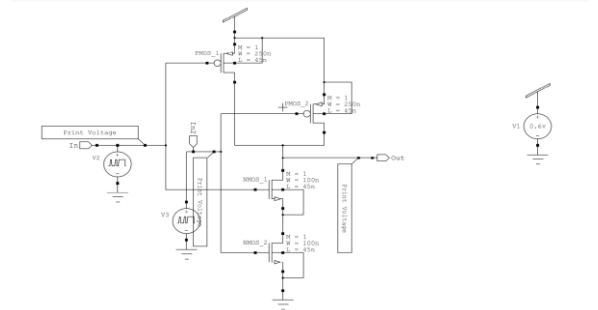 PMOS_1
M = 1
W = 250n
L = 45n
PMOS_2
M = 1
W = 250n
L = 45n
V1
0.6v
Print Voltage
In
In2
V2
Out
NMOS_1
M = 1
W = 100n
L = 45n
Print Voltage
Print Voltage
V3
NMOS_2
M = 1
W = 100n
L = 45n